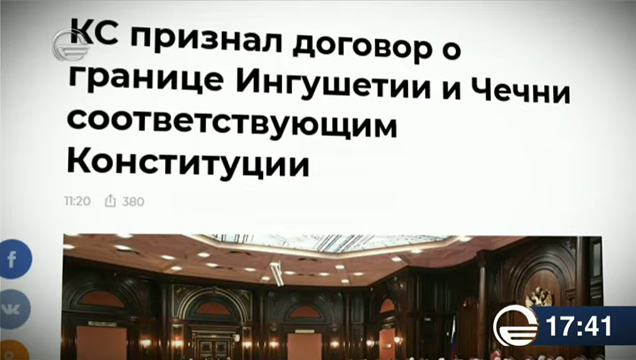 КС признал договор о
границе Ингушетии и Чечни
соответствующим
Конституции
11:20 380
17:41